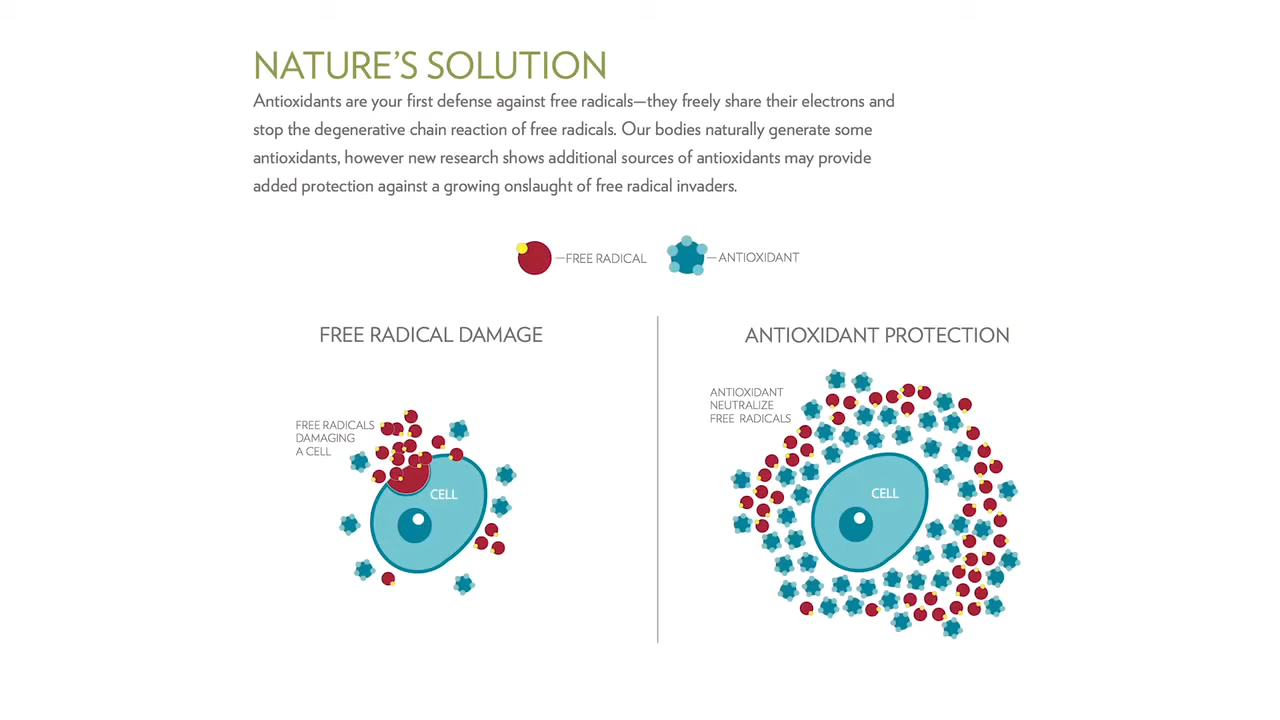 NATURE'S SOLUTION
Antioxidants are your first defense against free radicals—they freely share their electrons and
stop the degenerative chain reaction of free radicals. Our bodies naturally generate some
antioxidants, however new research shows additional sources of antioxidants may provide
added protection against a growing onslaught of free radical invaders.
—FREE RADICAL
—ANTIOXIDANT
FREE RADICAL DAMAGE
FREE RADICALS
DAMAGING
A CELL
CELL
ANTIOXIDANT PROTECTION
ANTIOXIDANT
NEUTRALIZE
FREE RADICALS
CELL